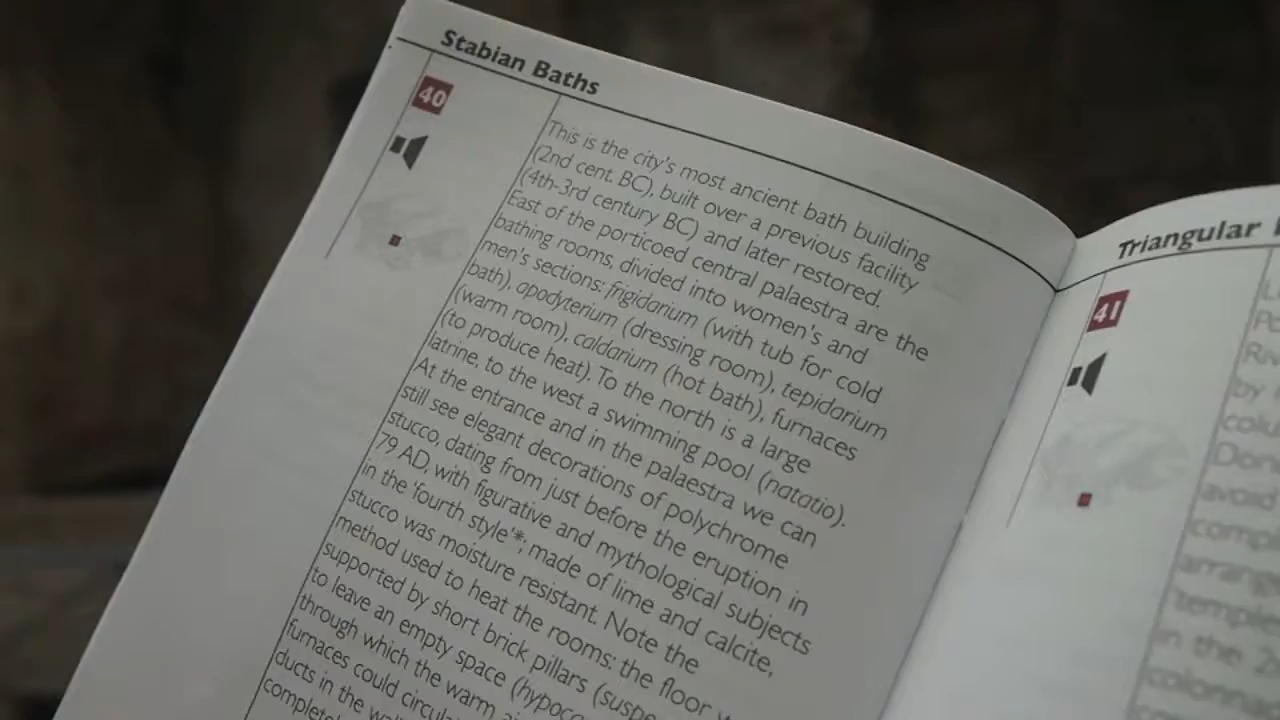 Stabian Baths
40
This is the city's most ancient bath building
(2nd cent. BC), built over a previous facility
(4th-3rd century BC) and later restored.
East of the porticoed central palaestra are the
bathing rooms, divided into women's and
men's sections: frigidarium (with tub for cold
bath), apodyterium (dressing room), tepidarium
(warm room), caldarium (hot bath), furnaces
(to produce heat). To the north is a large
latrine, to the west a swimming pool (natatio).
At the entrance and in the palaestra we can
still see elegant decorations of polychrome
stucco, dating from just before the eruption in
79 AD, with figurative and mythological subjects
in the 'fourth style'*; made of lime and calcite,
stucco was moisture resistant. Note the
method used to heat the rooms: the floor
supported by short brick pillars
to leave an empty space
through which the warm
furnaces could
ducts in the
Triangular
41